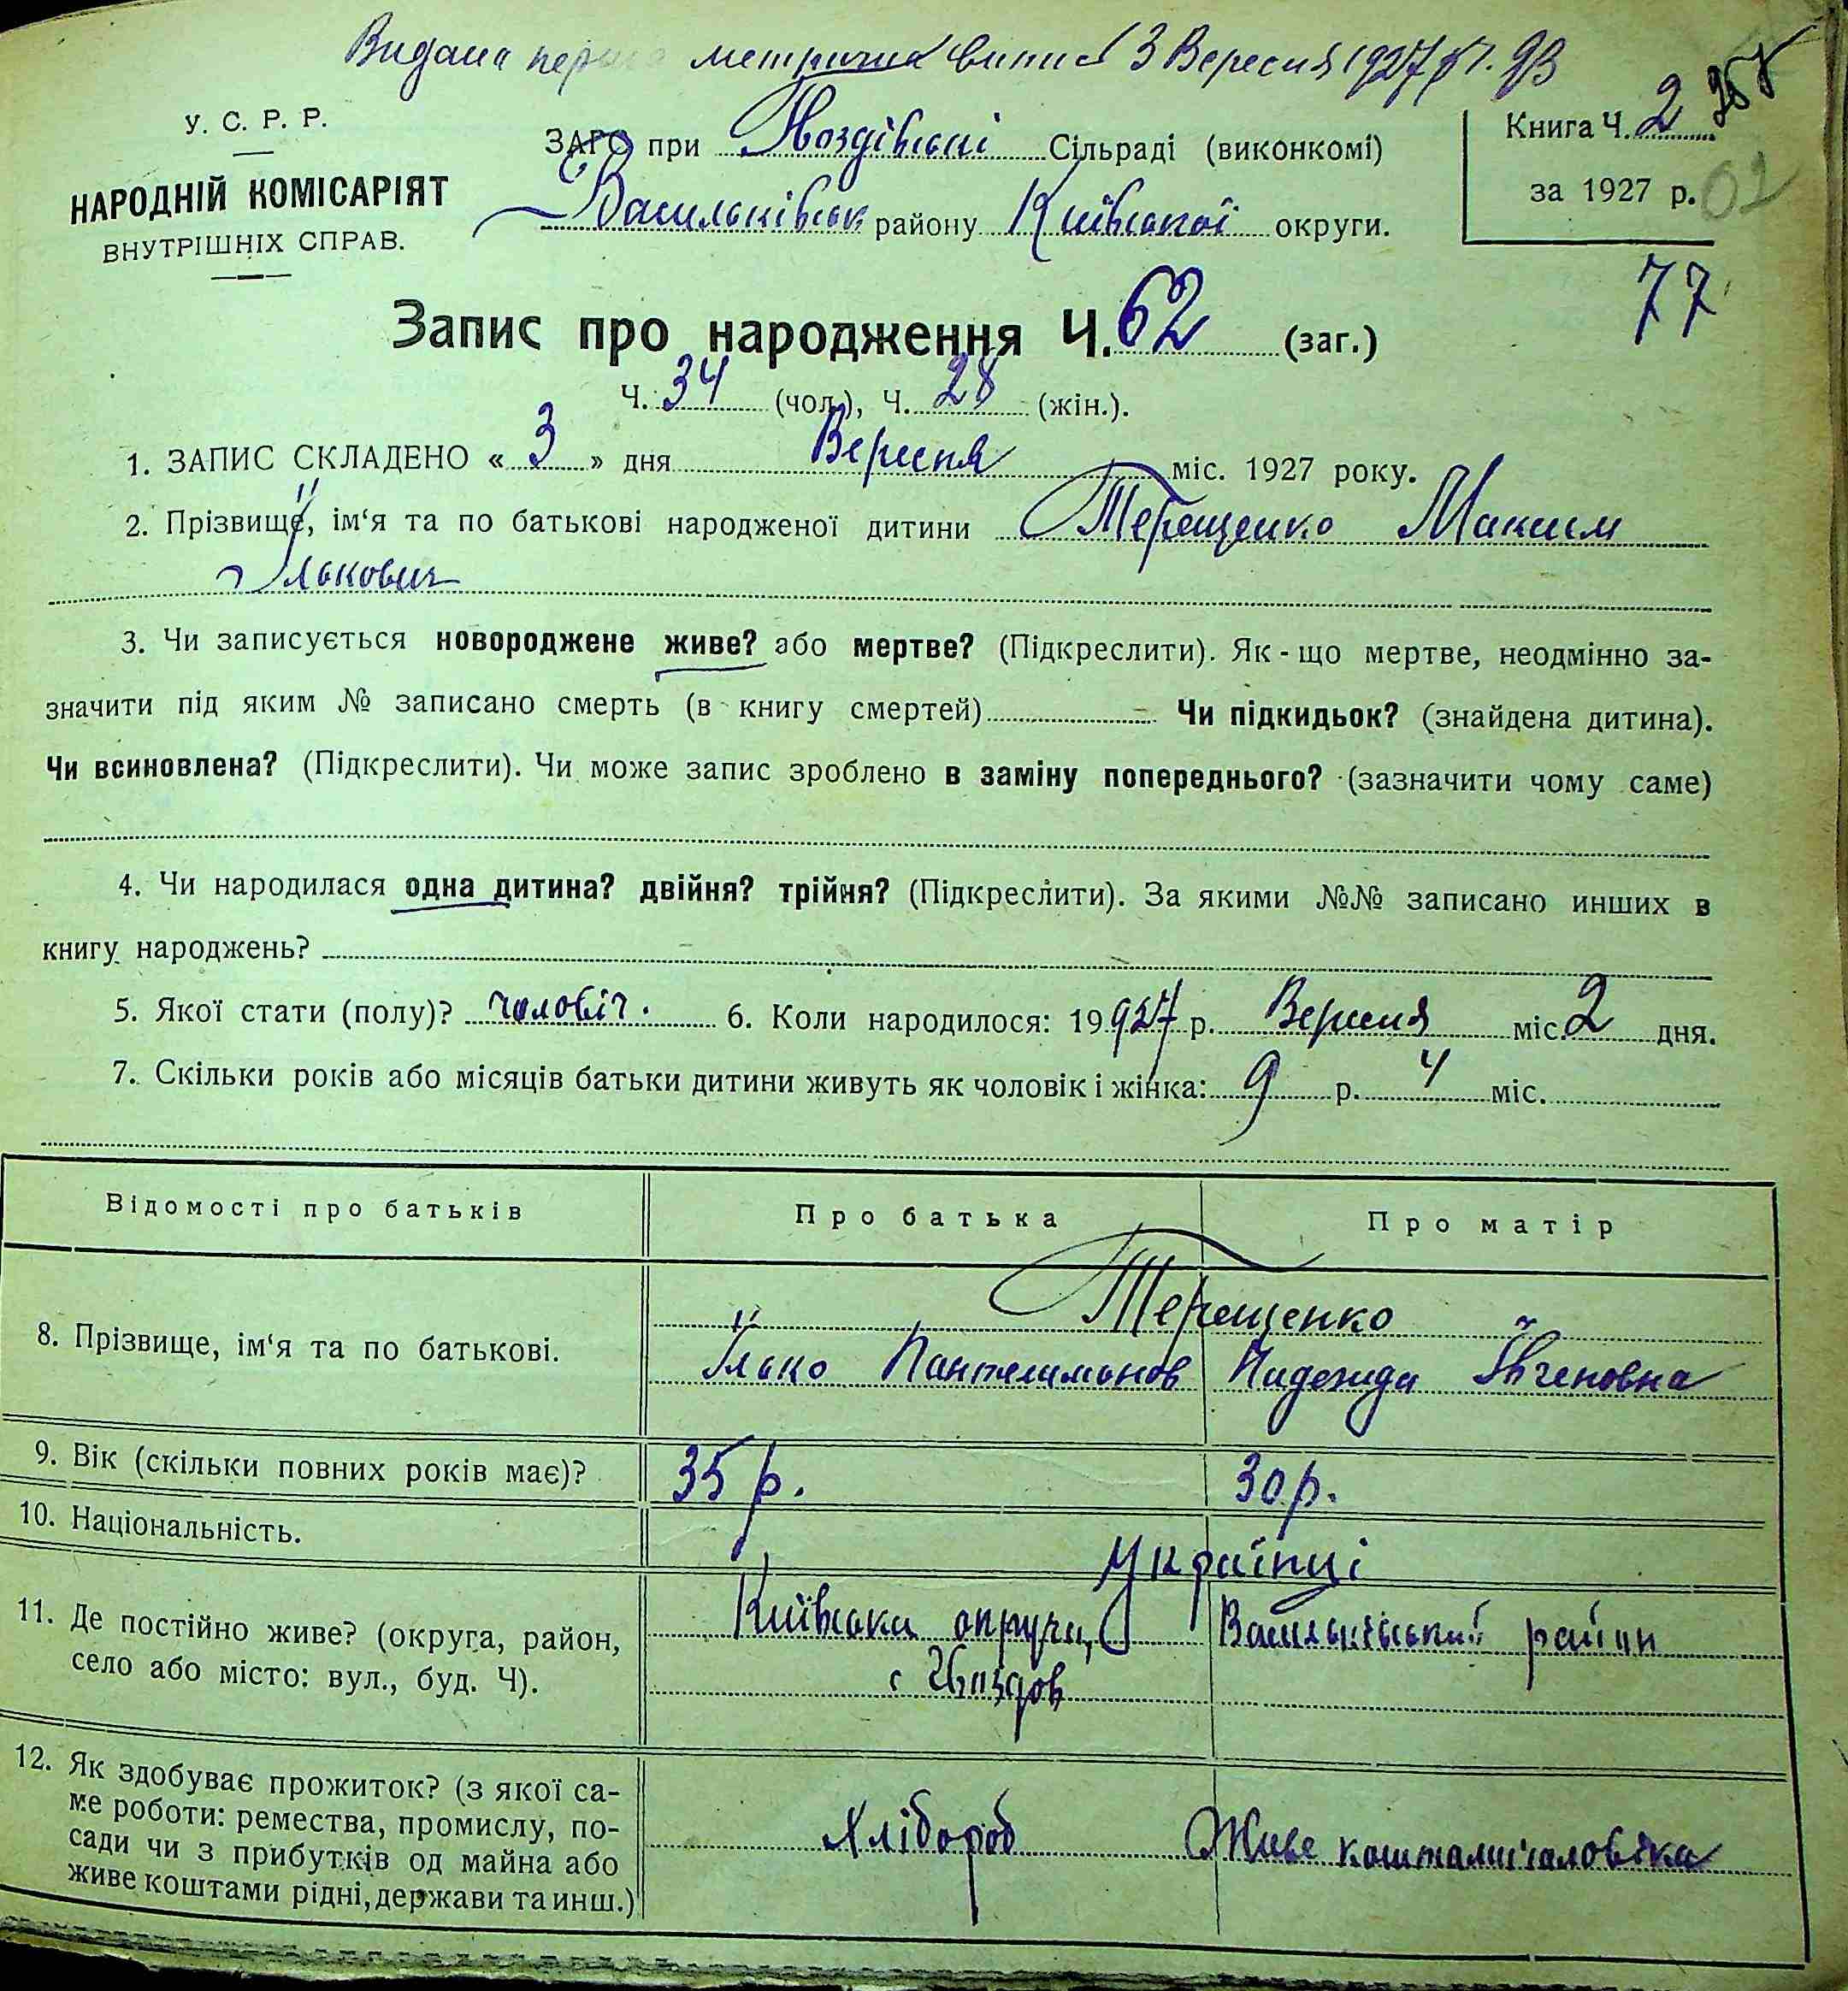 Видана перша метрична випис 3 Вересня 1927 р.
У. С. Р. Р.
НАРОДНІЙ КОМІСАРІЯТ
ВНУТРІШНІХ СПРАВ.
ЗАГС при Гвоздівській Сільраді (виконкомі)
Васильківськ району Київської округи.
Книга Ч. 2
за 1927 р.
77
Запис про народження Ч. 62 (заг.)
Ч. 34 (чол.), Ч. 28 (жін.).
1. ЗАПИС СКЛАДЕНО « 3 » дня Вересня міс. 1927 року.
2. Прізвище, ім‘я та по батькові народженої дитини Терещенко Максим
Ількович
3. Чи записується новороджене живе? або мертве? (Підкреслити). Як-що мертве, неодмінно за-
значити під яким № записано смерть (в книгу смертей) Чи підкидьок? (знайдена дитина).
Чи всиновлена? (Підкреслити). Чи може запис зроблено в заміну попереднього? (зазначити чому саме)
4. Чи народилася одна дитина? двійня? трійня? (Підкреслити). За якими №№ записано инших в
книгу народжень?
5. Якої стати (полу)? чоловіч. 6. Коли народилося: 19 927 р. Вересня міс. 2 дня.
7. Скільки років або місяців батьки дитини живуть як чоловік і жінка: 9 р. 4 міс.
Відомості про батьків Про батька Про матір
Терещенко
8. Прізвище, ім‘я та по батькові. Ілько Пантелимонов Надежда Євгеновна
9. Вік (скільки повних років має)? 35 р. 30 р.
10. Національність. Українці
11. Де постійно живе? (округа, район,
село або місто: вул., буд. Ч).
Київська округа, Васильківський район
с Гвоздов
12. Як здобуває прожиток? (з якої са-
ме роботи: ремества, промислу, по-
сади чи з прибутків од майна або
живе коштами рідні, держави та инш.)
Хлібороб Живе коштами чоловіка